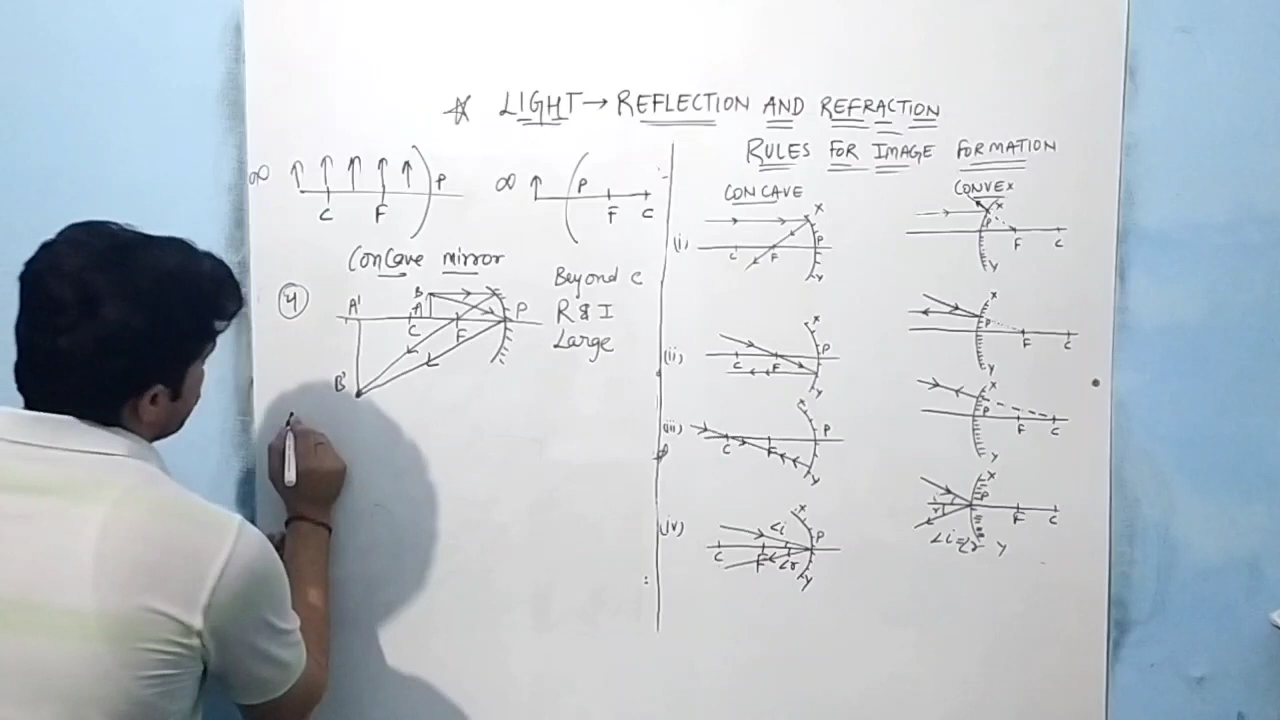 ☆ LIGHT → REFLECTION AND REFRACTION
∞ C F P
∞ P F C
Concave mirror
4
A' B A C F P
B'
Beyond C
R & I
Large
RULES FOR IMAGE FORMATION
CONCAVE
CONVEX
(i) C F P X Y
X P F C Y
(ii) C F P X Y
X P F C Y
(iii) C F P X Y
X P F C Y
(iv) C F ∠i ∠r P X Y
i r X P F C
∠i=∠r Y